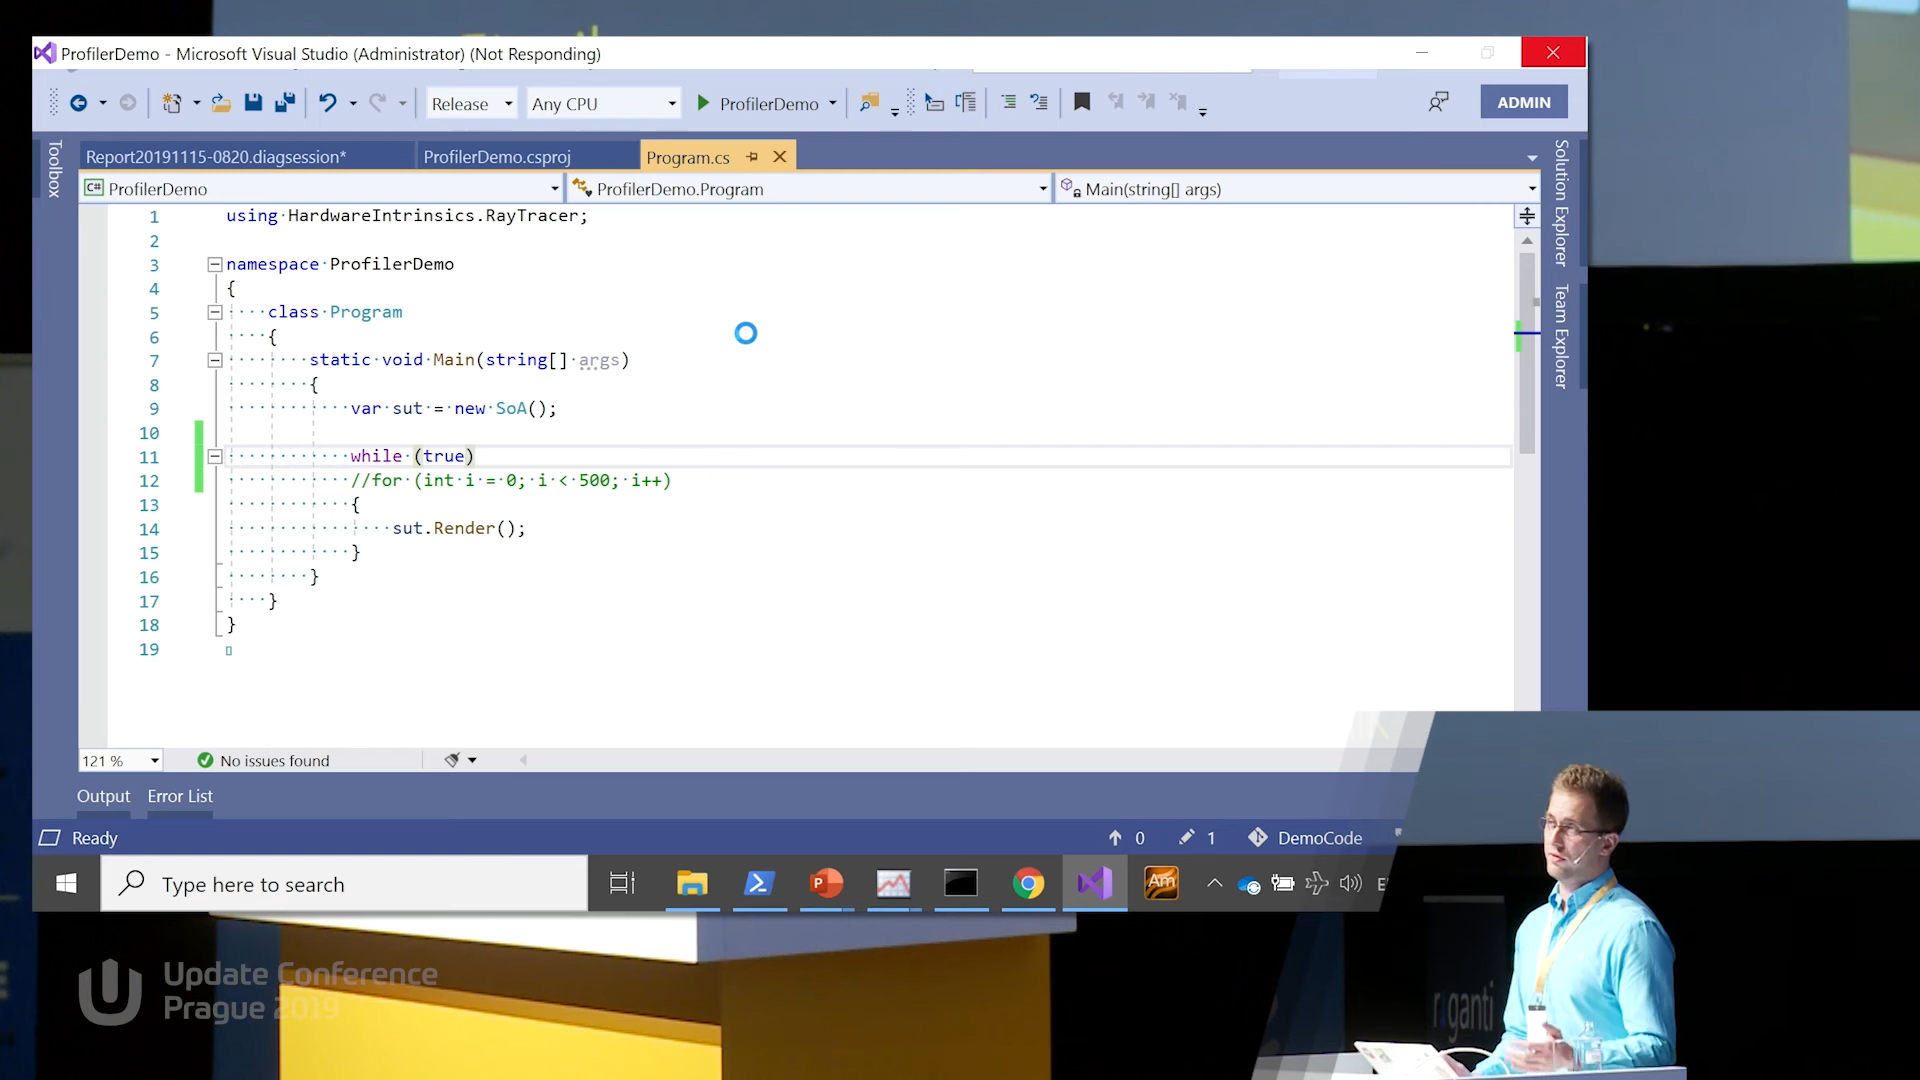 ProfilerDemo - Microsoft Visual Studio (Administrator) (Not Responding)
Release
Any CPU
ProfilerDemo
ADMIN
Toolbox
Report20191115-0820.diagsession*
ProfilerDemo.csproj
Program.cs
Solution Explorer
Team Explorer
C# ProfilerDemo
ProfilerDemo.Program
Main(string[] args)
1 using HardwareIntrinsics.RayTracer;
2
3 namespace ProfilerDemo
4 {
5 class Program
6 {
7 static void Main(string[] args)
8 {
9 var sut = new SoA();
10
11 while (true)
12 //for (int i = 0; i < 500; i++)
13 {
14 sut.Render();
15 }
16 }
17 }
18 }
19
121 %
No issues found
Output Error List
Ready
0
1
DemoCode
Type here to search
Am
Update Conference
Prague 2019
riganti